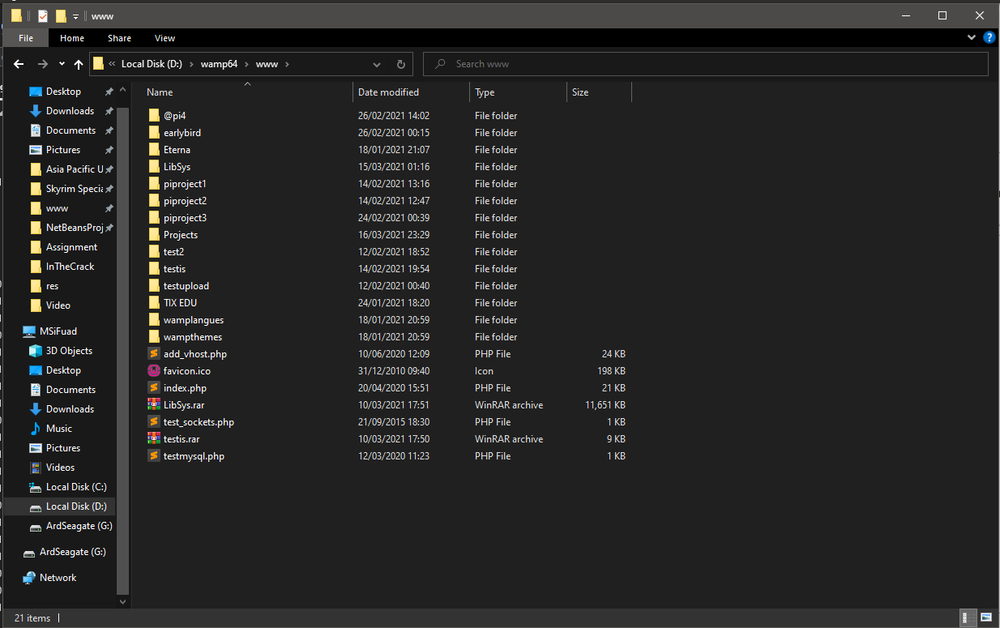 www
File Home Share View
« Local Disk (D:) › wamp64 › www › Search www
Desktop
Downloads
Documents
Pictures
Asia Pacific U
Skyrim Specia
www
NetBeansProj
Assignment
InTheCrack
res
Video
MSiFuad
3D Objects
Desktop
Documents
Downloads
Music
Pictures
Videos
Local Disk (C:)
Local Disk (D:)
ArdSeagate (G:)
ArdSeagate (G:)
Network
Name Date modified Type Size
@pi4 26/02/2021 14:02 File folder
earlybird 26/02/2021 00:15 File folder
Eterna 18/01/2021 21:07 File folder
LibSys 15/03/2021 01:16 File folder
piproject1 14/02/2021 13:16 File folder
piproject2 14/02/2021 12:47 File folder
piproject3 24/02/2021 00:39 File folder
Projects 16/03/2021 23:29 File folder
test2 12/02/2021 18:52 File folder
testis 14/02/2021 19:54 File folder
testupload 12/02/2021 00:40 File folder
TIX EDU 24/01/2021 18:20 File folder
wamplangues 18/01/2021 20:59 File folder
wampthemes 18/01/2021 20:59 File folder
add_vhost.php 10/06/2020 12:09 PHP File 24 KB
favicon.ico 31/12/2010 09:40 Icon 198 KB
index.php 20/04/2020 15:51 PHP File 21 KB
LibSys.rar 10/03/2021 17:51 WinRAR archive 11,651 KB
test_sockets.php 21/09/2015 18:30 PHP File 1 KB
testis.rar 10/03/2021 17:50 WinRAR archive 9 KB
testmysql.php 12/03/2020 11:23 PHP File 1 KB
21 items